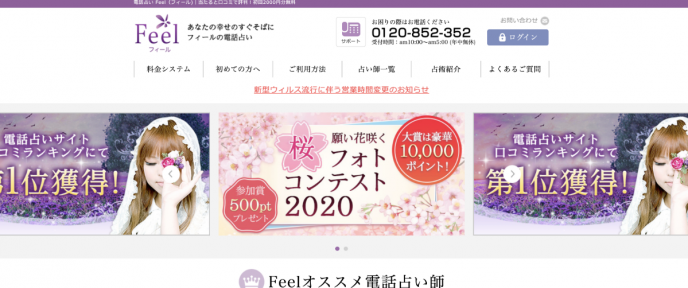 電話占い Feel（フィール）| 当たると口コミで評判！初回2000円分無料
Feel
フィール
あなたの幸せのすぐそばに
フィールの電話占い
サポート
お困りの際はお電話ください
0120-852-352
受付時間：am10:00～am5:00 (年中無休)
お問い合わせ
ログイン
料金システム
初めての方へ
ご利用方法
占い師一覧
占術紹介
よくあるご質問
新型ウィルス流行に伴う営業時間変更のお知らせ
電話占いサイト
コミランキングにて
第1位獲得!
桜
願い花咲く
フォト
コンテスト
2020
大賞は豪華
10,000
ポイント!
参加賞
500pt
プレゼント
電話占いサイト
口コミランキングにて
第1位獲得!
Feelオススメ電話占い師